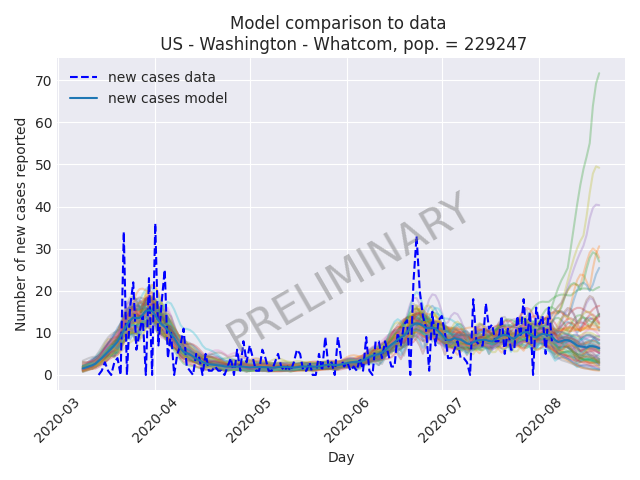 Model comparison to data
US - Washington - Whatcom, pop. = 229247
new cases data
new cases model
PRELIMINARY
Number of new cases reported
70
60
50
40
30
20
10
0
2020-03
2020-04
2020-05
2020-06
2020-07
2020-08
Day